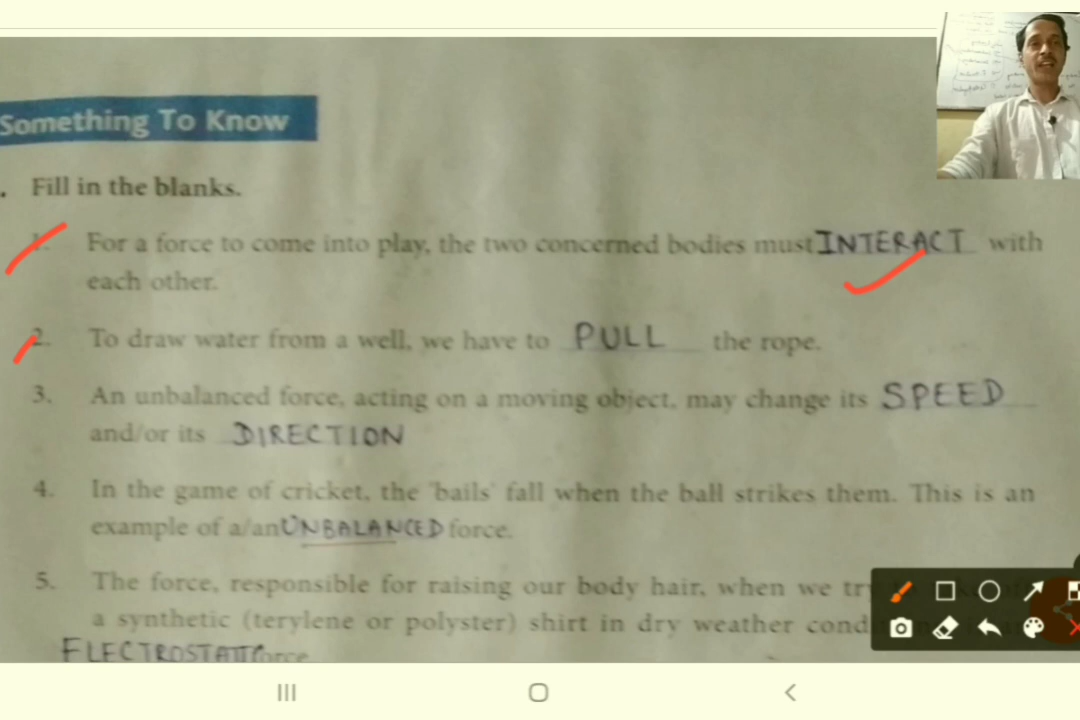 Something To Know
Fill in the blanks.
1. For a force to come into play, the two concerned bodies must INTERACT with
each other.
2. To draw water from a well, we have to PULL the rope.
3. An unbalanced force, acting on a moving object, may change its SPEED
and/or its DIRECTION
4. In the game of cricket, the 'bails' fall when the ball strikes them. This is an
example of a/an UNBALANCED force.
5. The force, responsible for raising our body hair, when we
a synthetic (terylene or polyster) shirt in dry weather
ELECTROSTATIC force